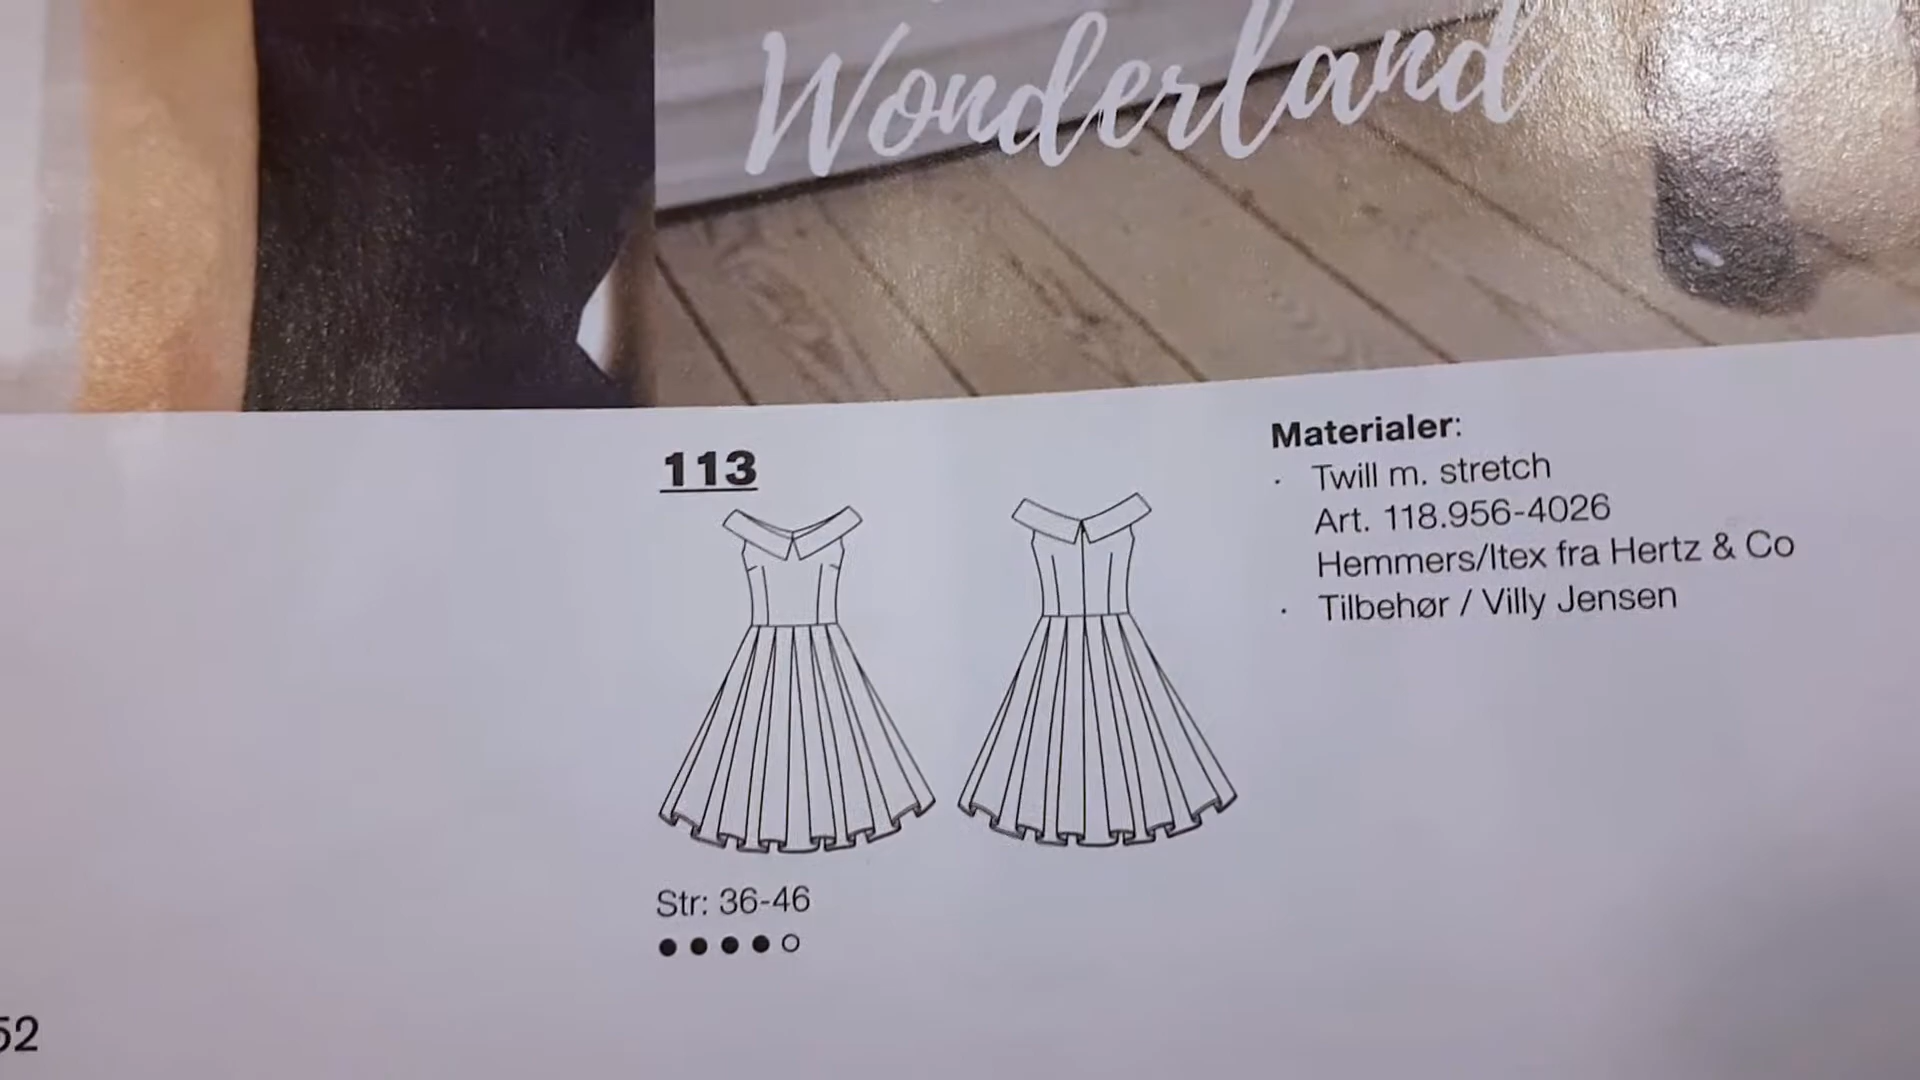 Wonderland
113
Materialer:
· Twill m. stretch
Art. 118.956-4026
Hemmers/Itex fra Hertz & Co
· Tilbehør / Villy Jensen
Str: 36-46
52